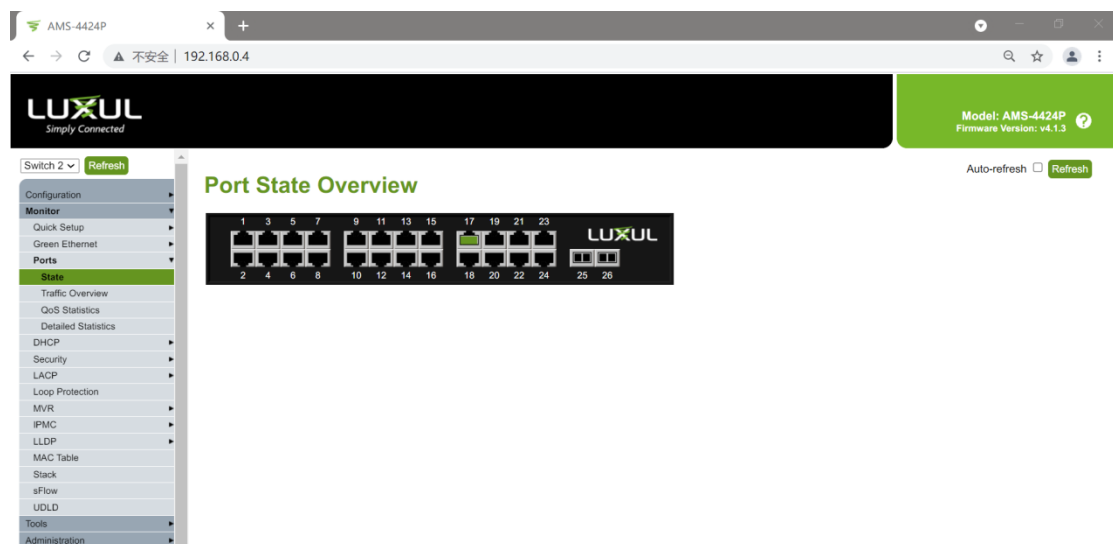 AMS-4424P
不安全 | 192.168.0.4
LUXUL
Simply Connected
Model: AMS-4424P
Firmware Version: v4.1.3
Switch 2 Refresh
Auto-refresh Refresh
Configuration
Monitor
Quick Setup
Green Ethernet
Ports
State
Traffic Overview
QoS Statistics
Detailed Statistics
DHCP
Security
LACP
Loop Protection
MVR
IPMC
LLDP
MAC Table
Stack
sFlow
UDLD
Tools
Administration
Port State Overview
1 3 5 7 9 11 13 15 17 19 21 23
LUXUL
2 4 6 8 10 12 14 16 18 20 22 24 25 26